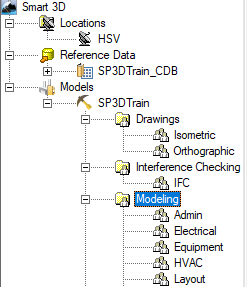 Smart 3D
Locations
HSV
Reference Data
SP3DTrain_CDB
Models
SP3DTrain
Drawings
Isometric
Orthographic
Interference Checking
IFC
Modeling
Admin
Electrical
Equipment
HVAC
Layout